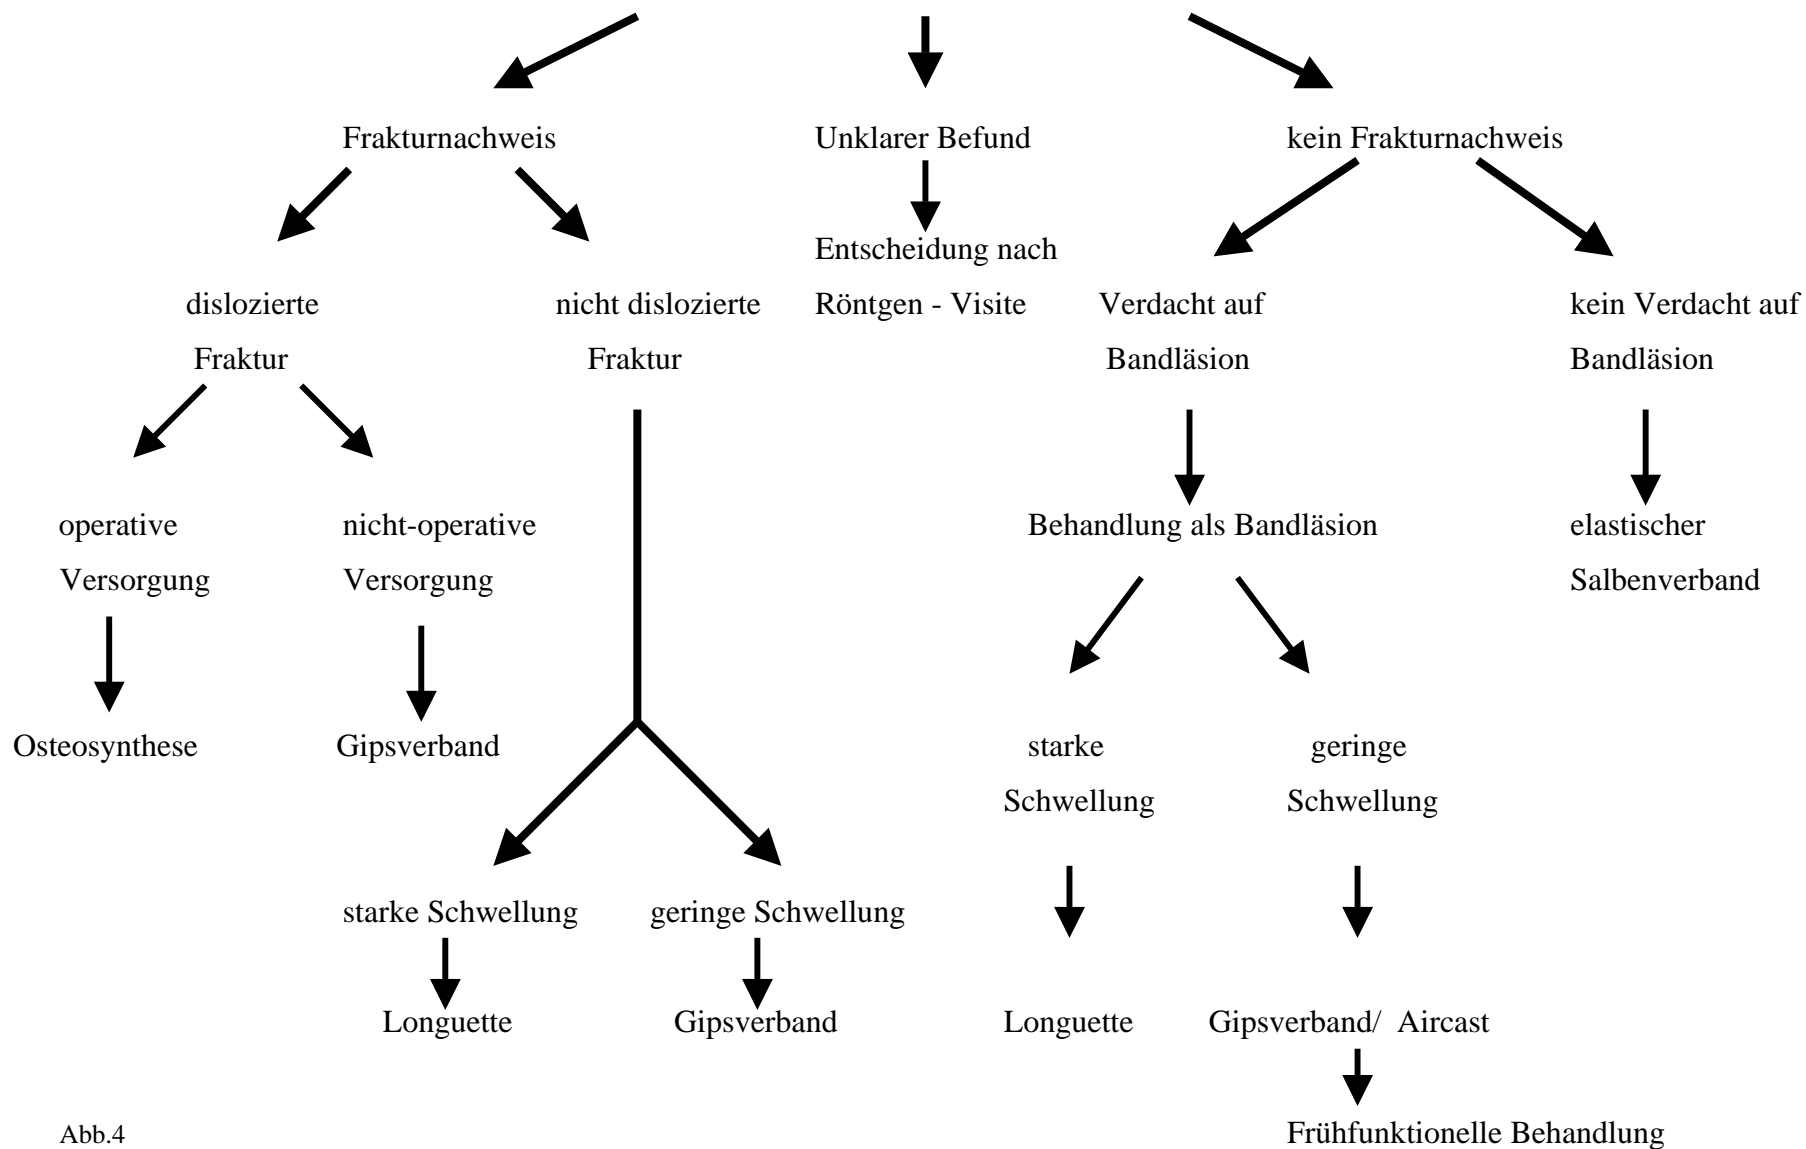 Frakturnachweis
Unklarer Befund
kein Frakturnachweis
Entscheidung nach
Röntgen - Visite
dislozierte
Fraktur
nicht dislozierte
Fraktur
Verdacht auf
Bandläsion
kein Verdacht auf
Bandläsion
operative
Versorgung
nicht-operative
Versorgung
Behandlung als Bandläsion
elastischer
Salbenverband
Osteosynthese
Gipsverband
starke
Schwellung
geringe
Schwellung
starke Schwellung
geringe Schwellung
Longuette
Gipsverband
Longuette
Gipsverband/ Aircast
Frühfunktionelle Behandlung
Abb.4